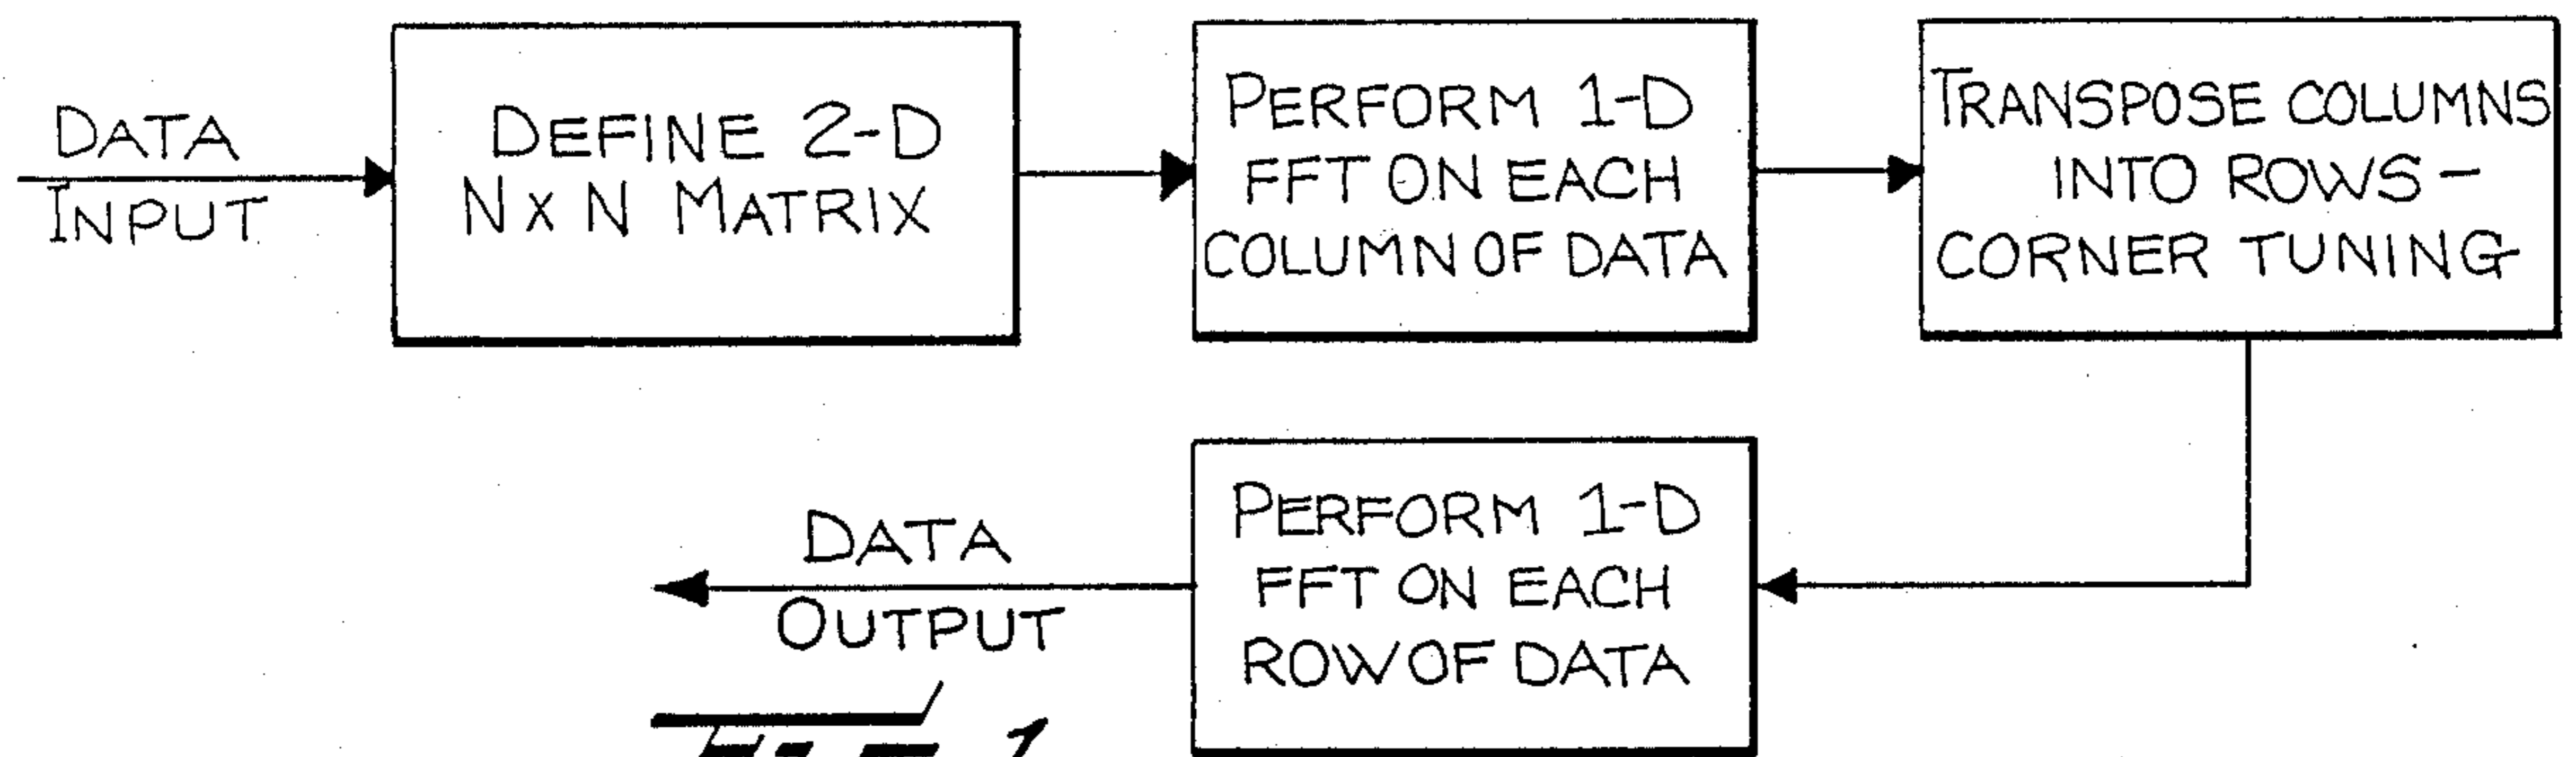 DATA
INPUT
DEFINE 2-D
N X N MATRIX
PERFORM 1-D
FFT ON EACH
COLUMN OF DATA
TRANSPOSE COLUMNS
INTO ROWS-
CORNER TUNING
PERFORM 1-D
FFT ON EACH
ROW OF DATA
DATA
OUTPUT